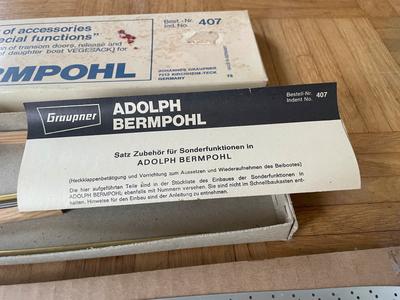 of accessories
ecial functions"
on of transom doors, release and
of daughter boat VEGESACK) for
RMPOHL
Best.-Nr.
Ind. No. 407
JOHANNES GRAUPNER
7312 KIRCHHEIM-TECK
GERMANY
Graupner
ADOLPH
BERMPOHL
Bestell-Nr.
Indent No. 407
Satz Zubehör für Sonderfunktionen in
ADOLPH BERMPOHL
(Heckklappenbetätigung und Vorrichtung zum Aussetzen und Wiederaufnehmen des Beibootes)
Die hier aufgeführten Teile sind in der Stückliste des Einbaues der Sonderfunktionen in
ADOLPH BERMPOHL ebenfalls mit Nummern versehen. Sie sind nicht im Schnellbaukasten ent-
halten. Hinweise für den Einbau sind der Anleitung zu entnehmen.